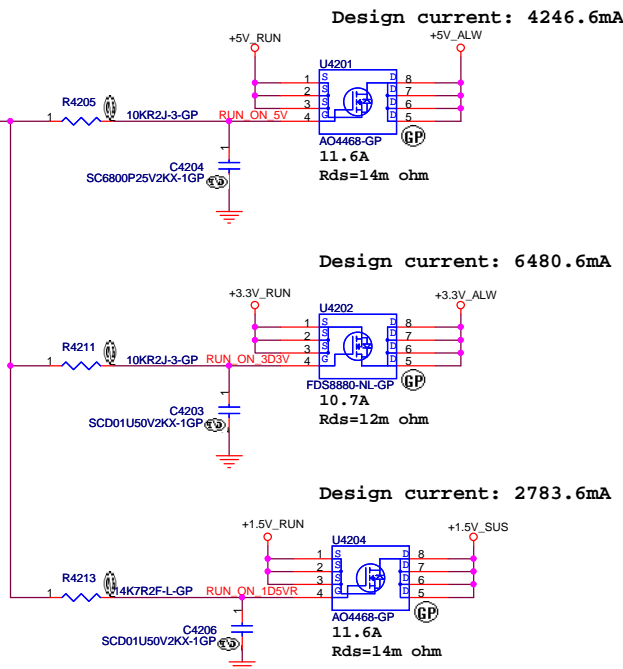 Design current: 4246.6mA
+5V_RUN +5V_ALW
U4201
1 S D 8
2 S D 7
3 S D 6
4 G D 5
R4205
1 10KR2J-3-GP RUN_ON_5V
AO4468-GP GP
11.6A
Rds=14m ohm
1
C4204
SC6800P25V2KX-1GP
Design current: 6480.6mA
+3.3V_RUN +3.3V_ALW
U4202
1 S D 8
2 S D 7
3 S D 6
4 G D 5
R4211
1 10KR2J-3-GP RUN_ON_3D3V
FDS8880-NL-GP GP
10.7A
Rds=12m ohm
1
C4203
SCD01U50V2KX-1GP
Design current: 2783.6mA
+1.5V_RUN +1.5V_SUS
U4204
1 S D 8
2 S D 7
3 S D 6
4 G D 5
R4213
1 14K7R2F-L-GP RUN_ON_1D5VR
AO4468-GP GP
11.6A
Rds=14m ohm
1
C4206
SCD01U50V2KX-1GP